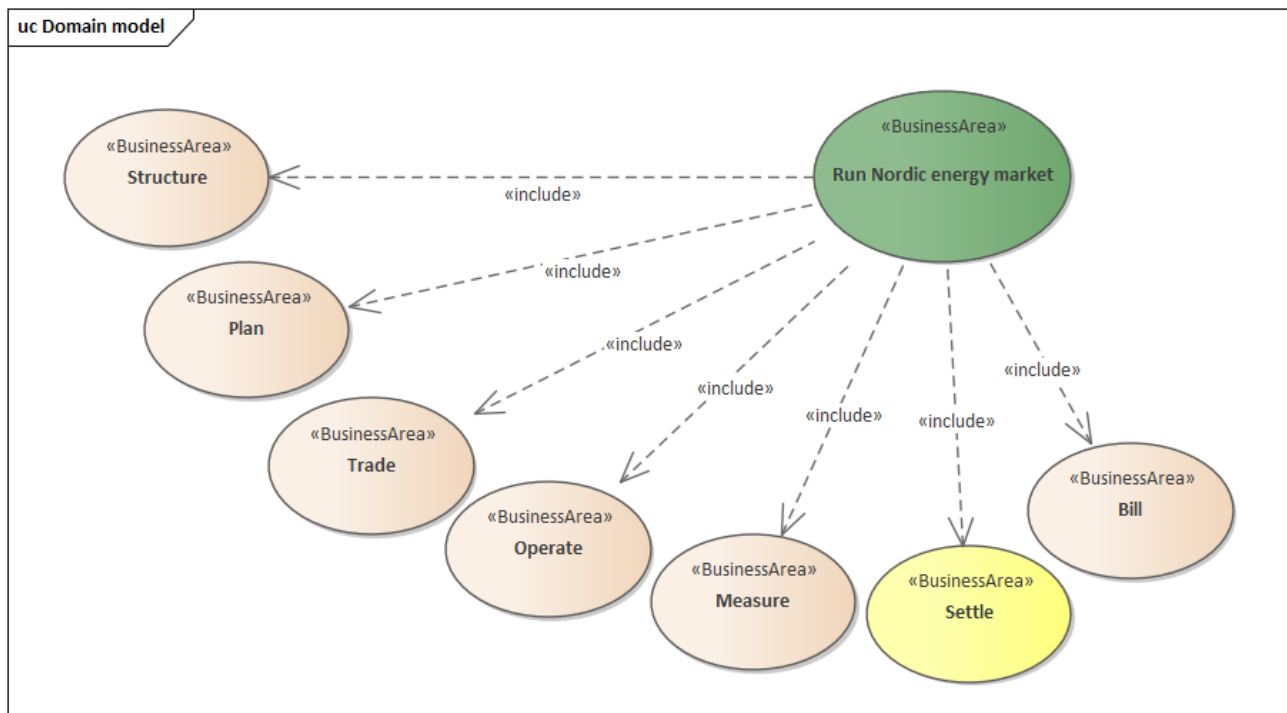 uc Domain model
«BusinessArea»
Run Nordic energy market
«BusinessArea»
Structure
«include»
«BusinessArea»
Plan
«include»
«include»
«include»
«include»
«include»
«include»
«BusinessArea»
Trade
«BusinessArea»
Operate
«BusinessArea»
Measure
«BusinessArea»
Settle
«BusinessArea»
Bill